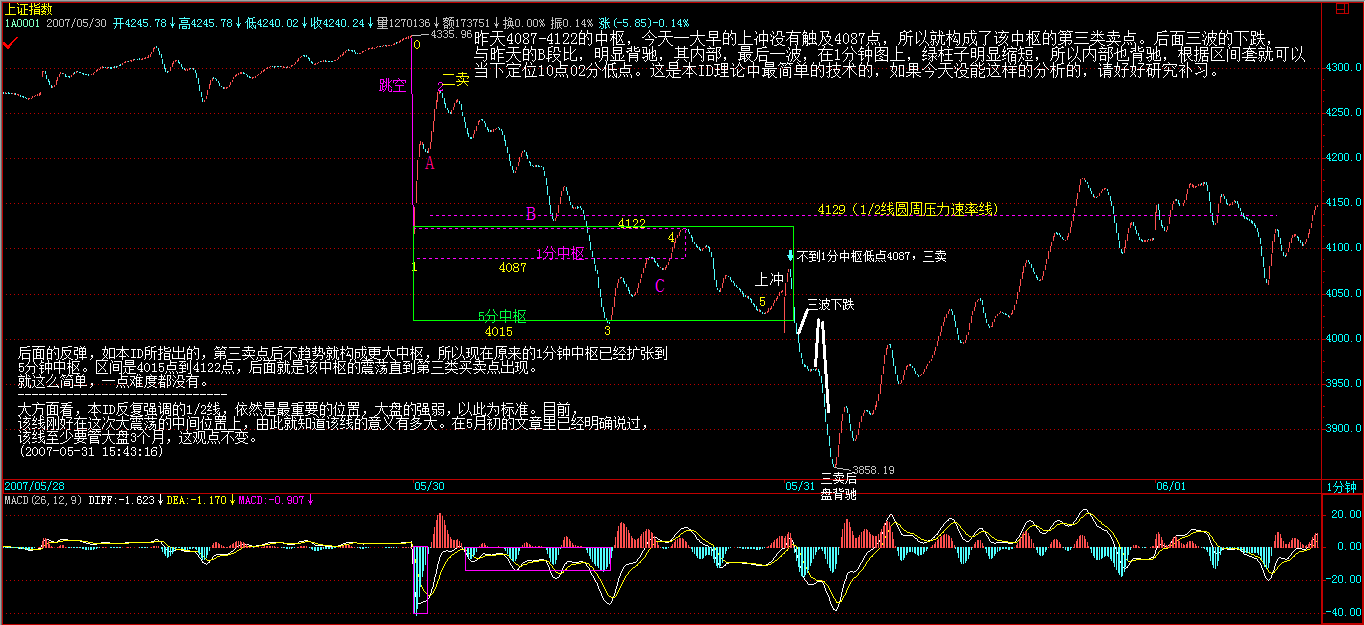 上证指数
1A0001 2007/05/30 开4245.78↓高4245.78↓低4240.02↓收4240.24↓量1270136↓额173751↓换0.00% 振0.14% 涨(-5.85)-0.14%
4335.96
昨天4087-4122的中枢，今天一大早的上冲没有触及4087点，所以就构成了该中枢的第三类卖点。后面三波的下跌，
与昨天的B段比，明显背驰，其内部，最后一波，在1分钟图上，绿柱子明显缩短，所以内部也背驰，根据区间套就可以
当下定位10点02分低点。这是本ID理论中最简单的技术的，如果今天没能这样的分析的，请好好研究补习。
0
跳空
二卖
2
A
B
4129（1/2线圆周压力速率线）
4122
4
1分中枢
4087
1
C
上冲
不到1分中枢低点4087，三卖
5
三波下跌
5分中枢
4015
3
后面的反弹，如本ID所指出的，第三卖点后不趋势就构成更大中枢，所以现在原来的1分钟中枢已经扩张到
5分钟中枢。区间是4015点到4122点，后面就是该中枢的震荡直到第三类买卖点出现。
就这么简单，一点难度都没有。
------------------------------
大方面看，本ID反复强调的1/2线，依然是最重要的位置，大盘的强弱，以此为标准。目前，
该线刚好在这次大震荡的中间位置上，由此就知道该线的意义有多大。在5月初的文章里已经明确说过，
该线至少要管大盘3个月，这观点不变。
(2007-05-31 15:43:16)
3858.19
三卖后
盘背驰
4300.0
4250.0
4200.0
4150.0
4100.0
4050.0
4000.0
3950.0
3900.0
2007/05/28
05/30
05/31
06/01
1分钟
MACD(26,12,9) DIFF:-1.623↓DEA:-1.170↓MACD:-0.907↓
20.00
0.00
-20.00
-40.00